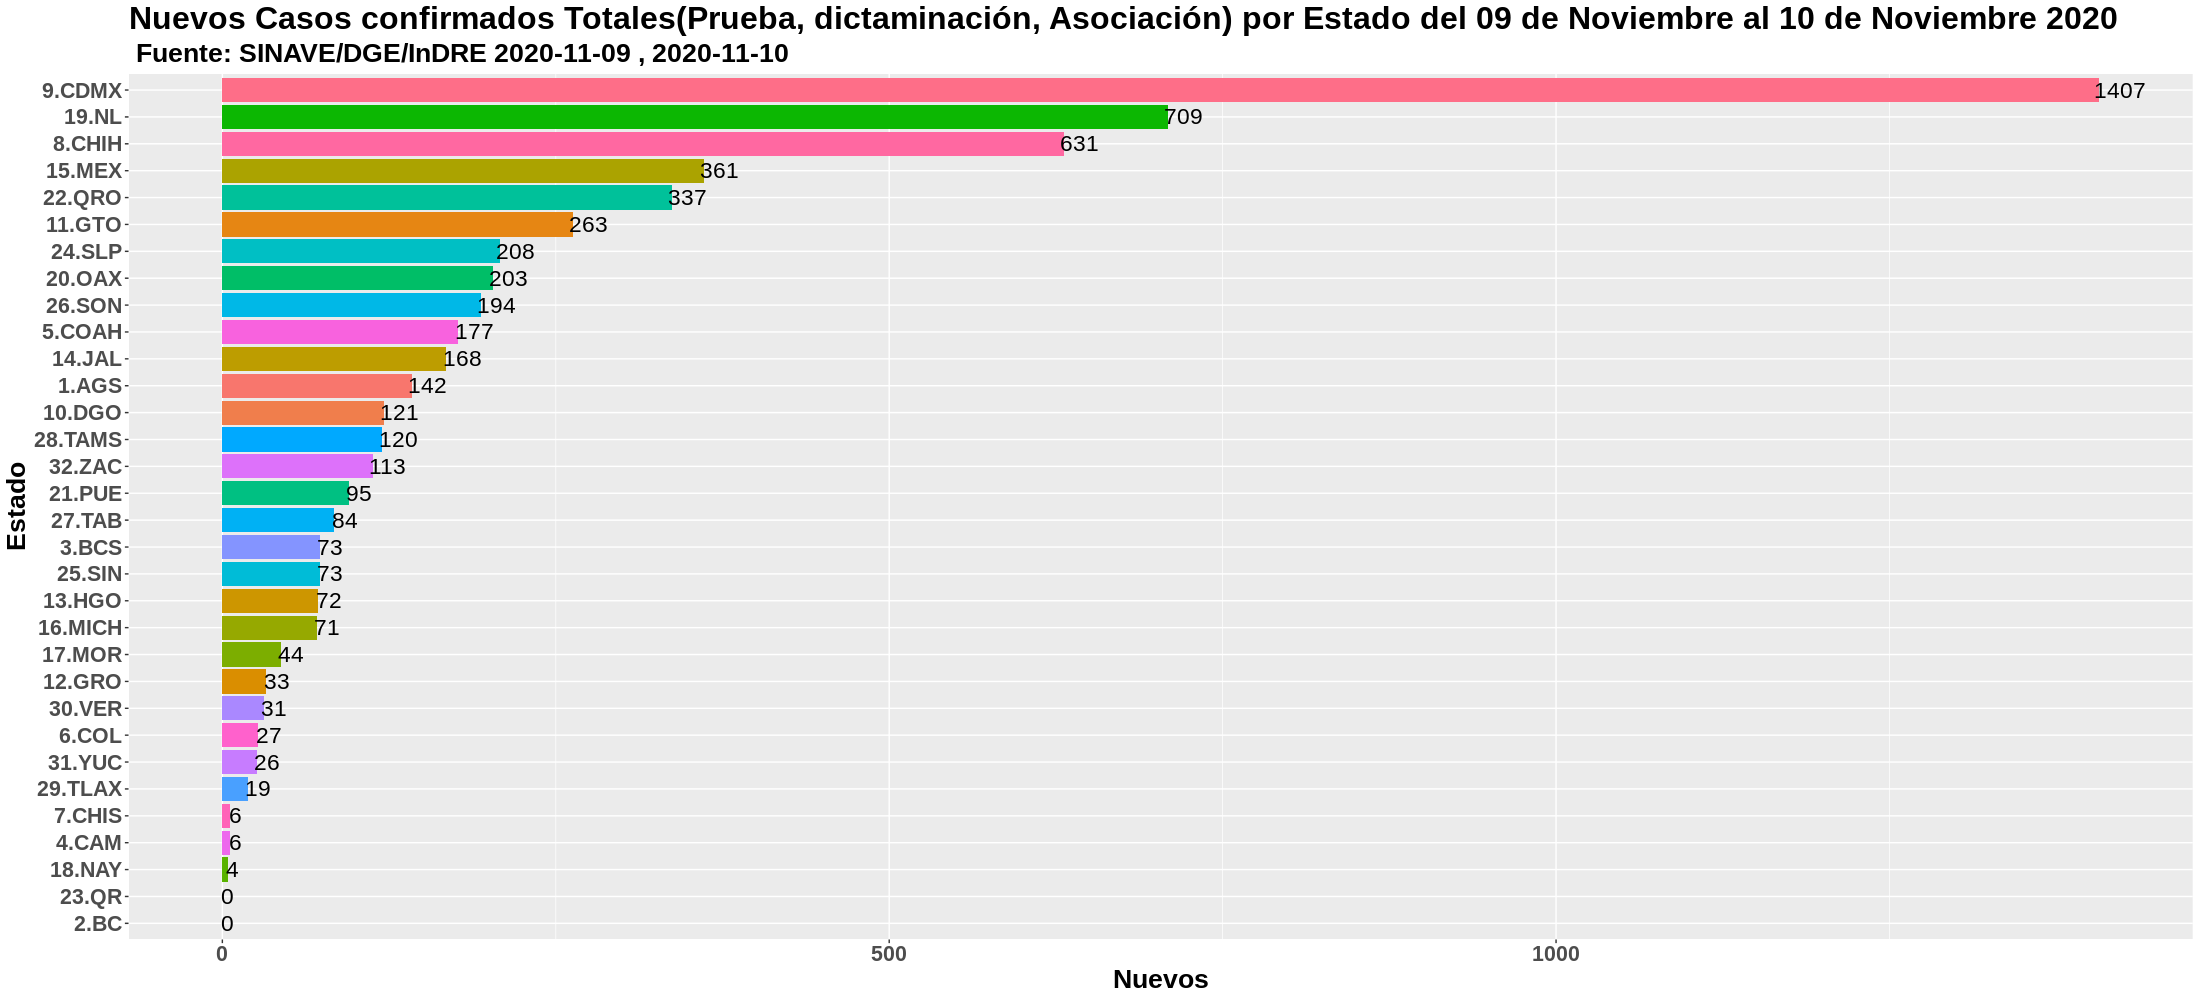 Nuevos Casos confirmados Totales(Prueba, dictaminación, Asociación) por Estado del 09 de Noviembre al 10 de Noviembre 2020
Fuente: SINAVE/DGE/InDRE 2020-11-09 , 2020-11-10
Estado
9.CDMX 1407
19.NL 709
8.CHIH 631
15.MEX 361
22.QRO 337
11.GTO 263
24.SLP 208
20.OAX 203
26.SON 194
5.COAH 177
14.JAL 168
1.AGS 142
10.DGO 121
28.TAMS 120
32.ZAC 113
21.PUE 95
27.TAB 84
3.BCS 73
25.SIN 73
13.HGO 72
16.MICH 71
17.MOR 44
12.GRO 33
30.VER 31
6.COL 27
31.YUC 26
29.TLAX 19
7.CHIS 6
4.CAM 6
18.NAY 4
23.QR 0
2.BC 0
0 500 1000
Nuevos